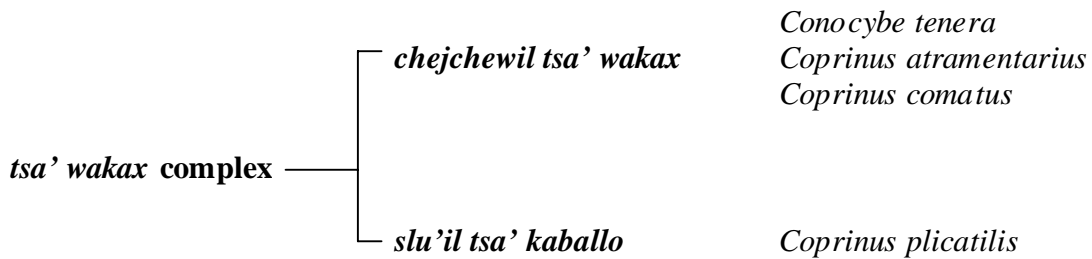 Conocybe tenera
chejchewil tsa’ wakax Coprinus atramentarius
Coprinus comatus
tsa’ wakax complex
slu’il tsa’ kaballo Coprinus plicatilis